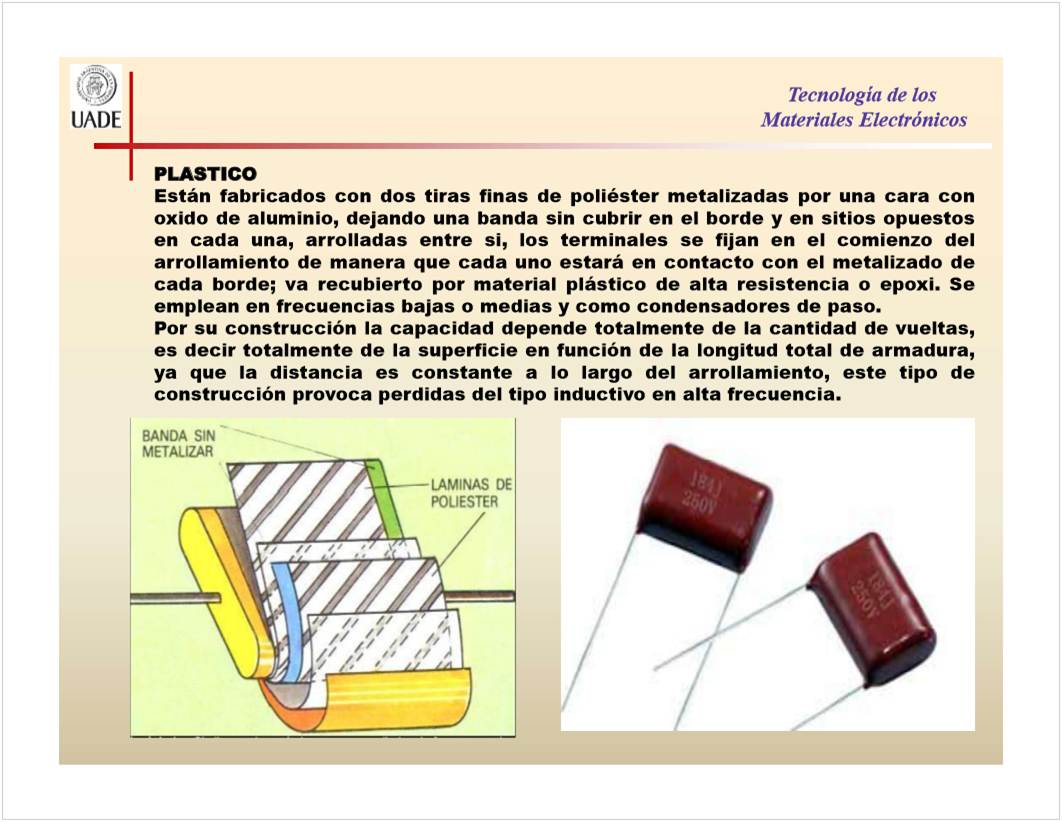 UADE
Tecnología de los
Materiales Electrónicos
PLASTICO
Están fabricados con dos tiras finas de poliéster metalizadas por una cara con
oxido de aluminio, dejando una banda sin cubrir en el borde y en sitios opuestos
en cada una, arrolladas entre si, los terminales se fijan en el comienzo del
arrollamiento de manera que cada uno estará en contacto con el metalizado de
cada borde; va recubierto por material plástico de alta resistencia o epoxi. Se
emplean en frecuencias bajas o medias y como condensadores de paso.
Por su construcción la capacidad depende totalmente de la cantidad de vueltas,
es decir totalmente de la superficie en función de la longitud total de armadura,
ya que la distancia es constante a lo largo del arrollamiento, este tipo de
construcción provoca perdidas del tipo inductivo en alta frecuencia.
BANDA SIN
METALIZAR
LAMINAS DE
POLIESTER
184J
250V
184J
250V